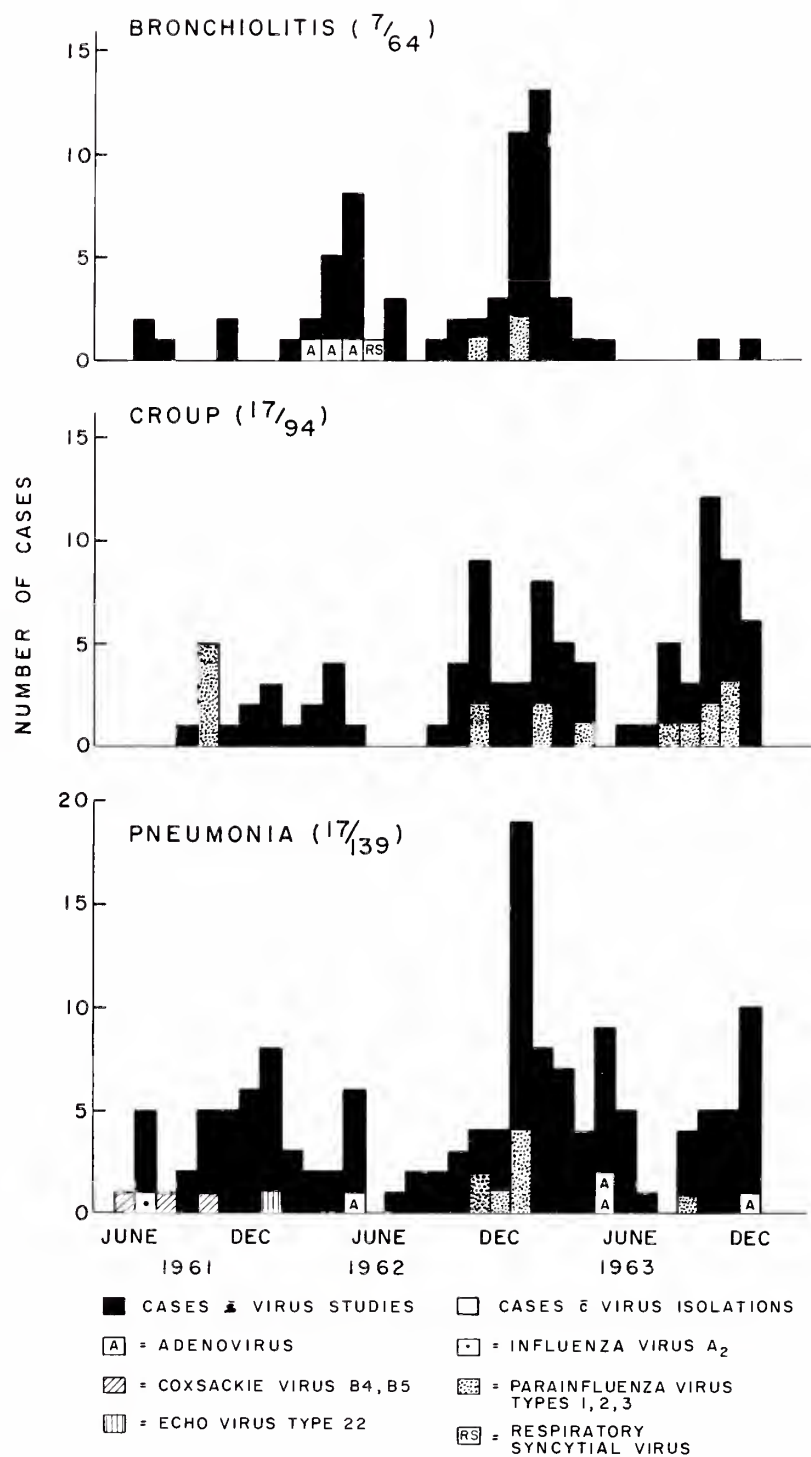 BRONCHIOLITIS (7/64)
15
10
5
0
A A A RS
CROUP (17/94)
15
10
5
0
NUMBER OF CASES
20
PNEUMONIA (17/139)
15
10
5
0
A
A
A
A
JUNE DEC JUNE DEC JUNE DEC
1961 1962 1963
CASES VIRUS STUDIES
CASES c̄ VIRUS ISOLATIONS
A = ADENOVIRUS
= INFLUENZA VIRUS A₂
= COXSACKIE VIRUS B4, B5
= PARAINFLUENZA VIRUS
TYPES 1, 2, 3
= ECHO VIRUS TYPE 22
RS = RESPIRATORY
SYNCYTIAL VIRUS